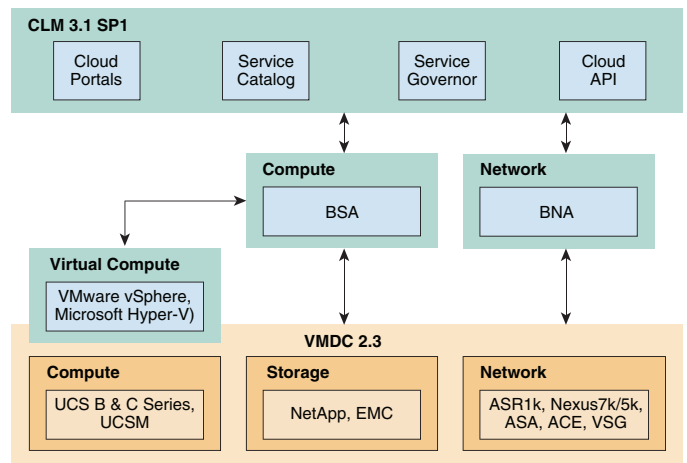 CLM 3.1 SP1
Cloud
Portals
Service
Catalog
Service
Governor
Cloud
API
Compute
BSA
Network
BNA
Virtual Compute
VMware vSphere,
Microsoft Hyper-V)
VMDC 2.3
Compute
UCS B & C Series,
UCSM
Storage
NetApp, EMC
Network
ASR1k, Nexus7k/5k,
ASA, ACE, VSG